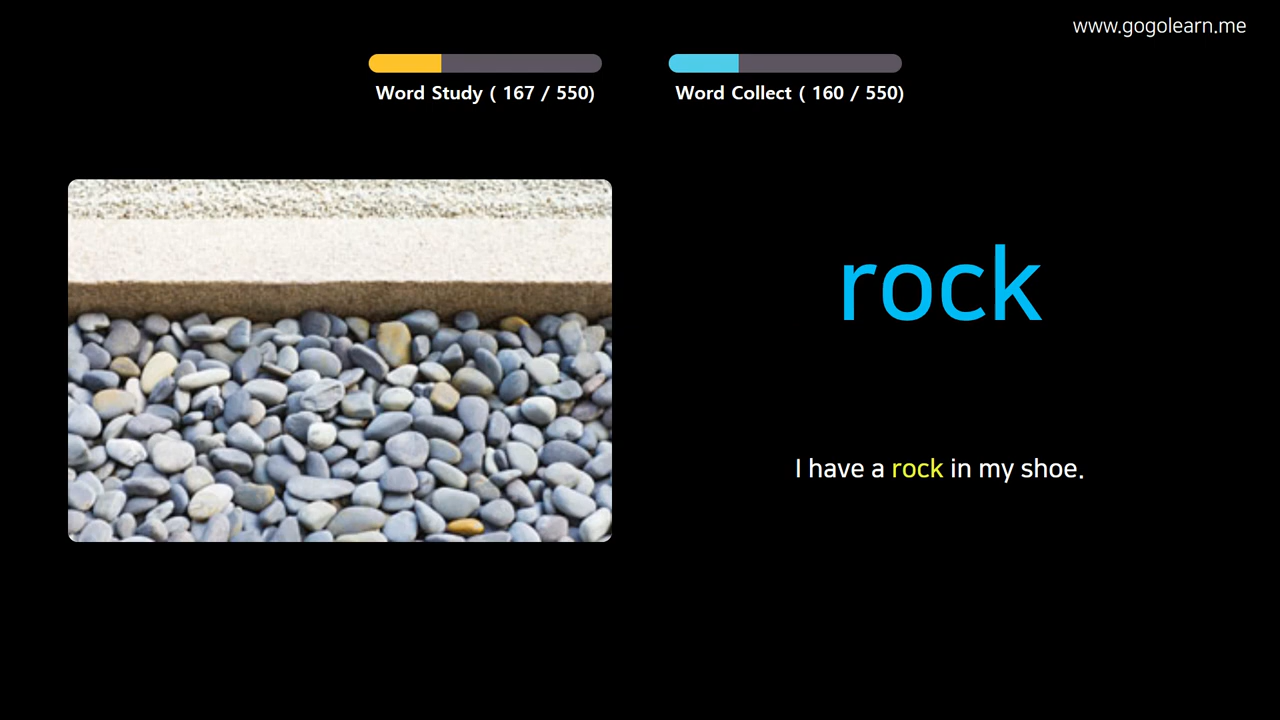 www.gogolearn.me
Word Study ( 167 / 550)
Word Collect ( 160 / 550)
rock
I have a rock in my shoe.